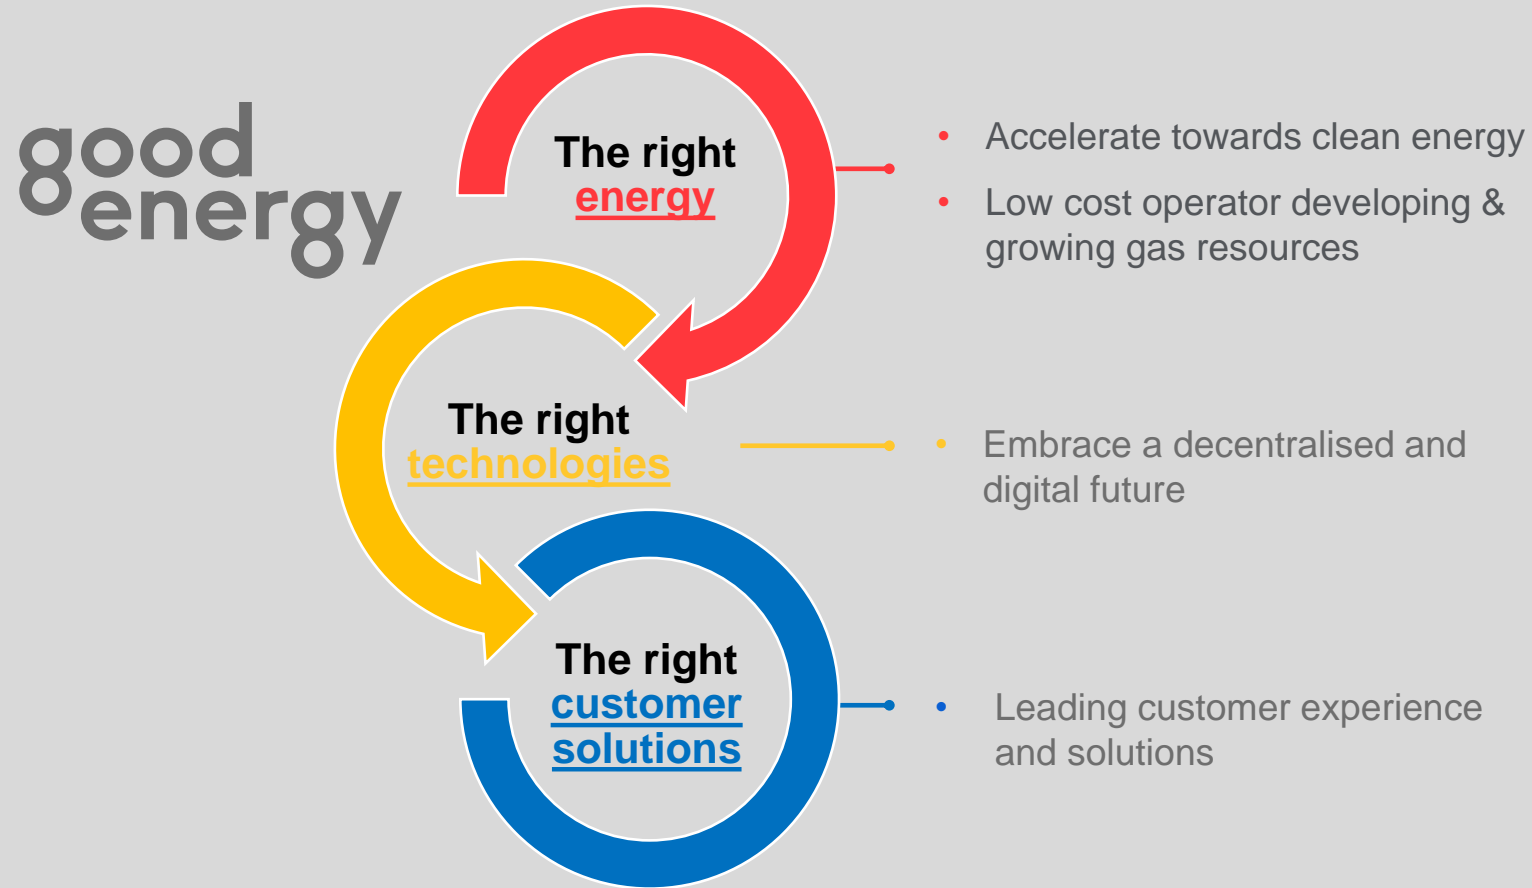 good
energy
The right
energy
• Accelerate towards clean energy
• Low cost operator developing &
growing gas resources
The right
technologies
• Embrace a decentralised and
digital future
The right
customer
solutions
• Leading customer experience
and solutions